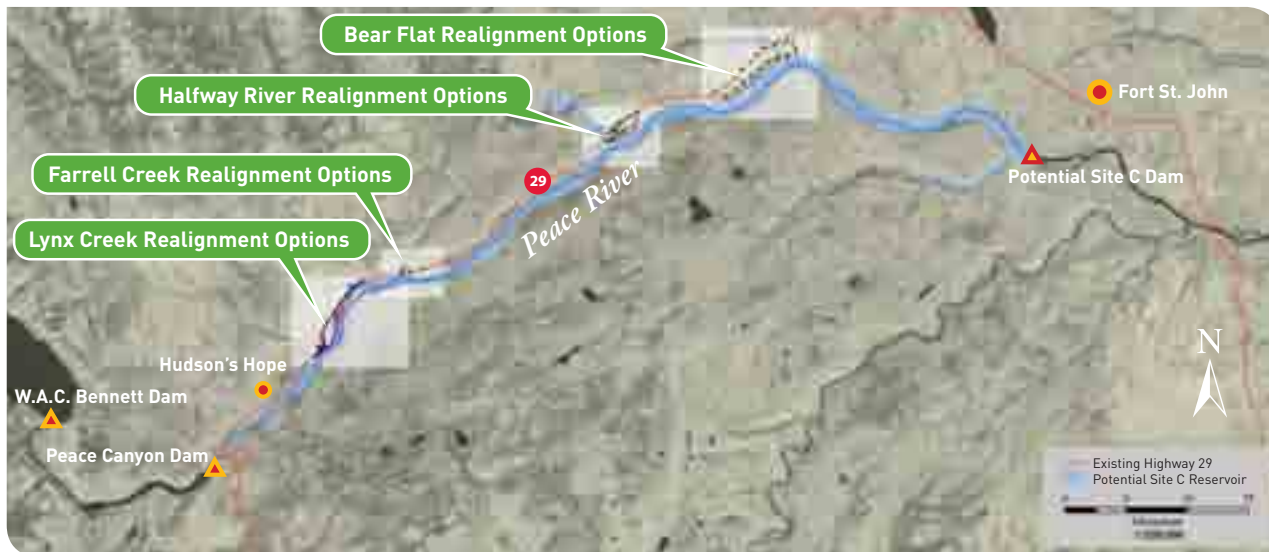 Bear Flat Realignment Options
Halfway River Realignment Options
Fort St. John
Farrell Creek Realignment Options
29
Potential Site C Dam
Peace River
Lynx Creek Realignment Options
N
Hudson's Hope
W.A.C. Bennett Dam
Peace Canyon Dam
Existing Highway 29
Potential Site C Reservoir